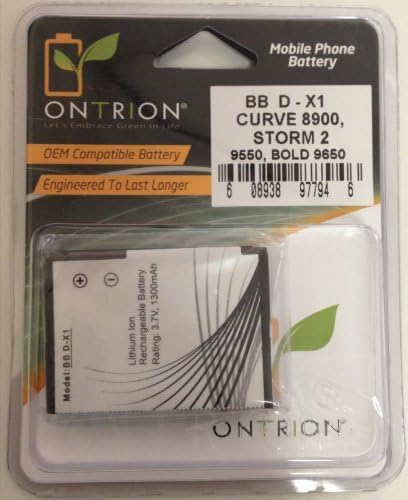 Mobile Phone
Battery
ONTRION®
Let's Embrace Green in Life
BB D - X1
CURVE 8900,
STORM 2
9550, BOLD 9650
6 08938 97794 6
OEM Compatible Battery
Engineered To Last Longer
Model: BB D-X1
Lithium Ion
Rechargeable Battery
Rating: 3.7V, 1300mAh
+
-
ONTRION